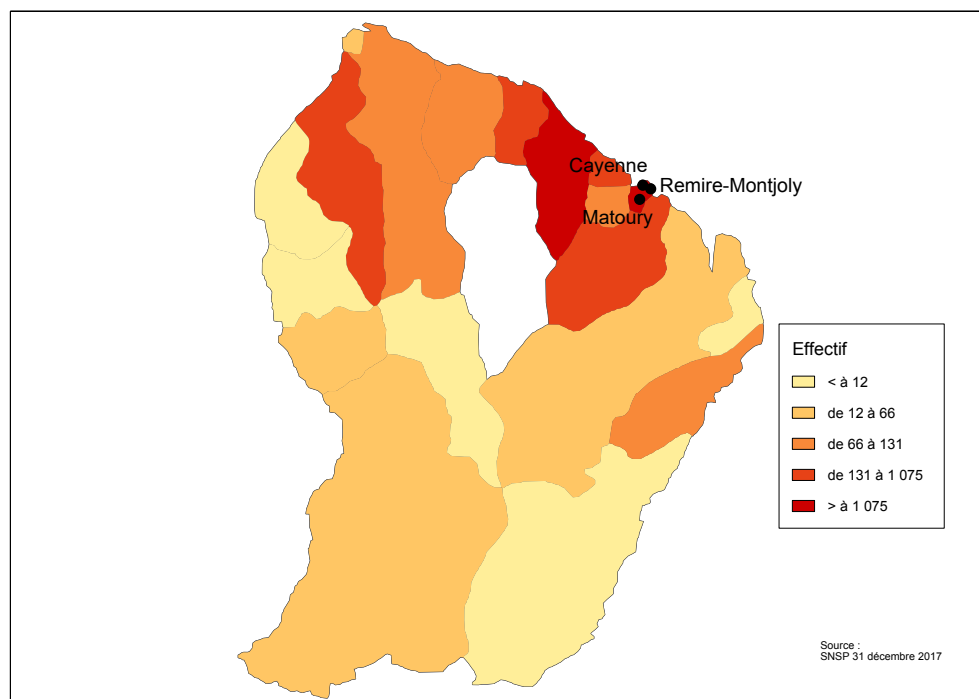 Cayenne
Remire-Montjoly
Matoury
Effectif
< à 12
de 12 à 66
de 66 à 131
de 131 à 1 075
> à 1 075
Source :
SNSP 31 décembre 2017